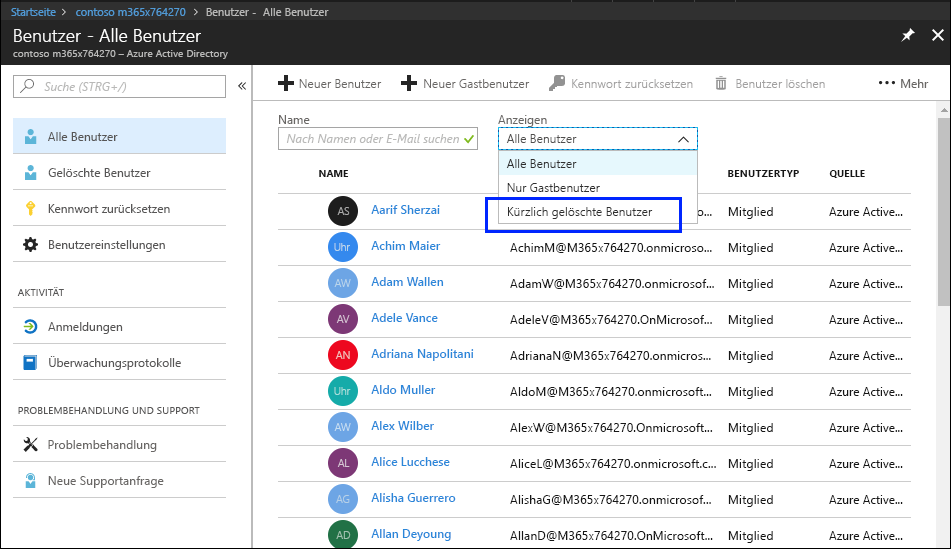 Startseite > contoso m365x764270 > Benutzer - Alle Benutzer
Benutzer - Alle Benutzer
contoso m365x764270 – Azure Active Directory
Suche (STRG+/)
«
Alle Benutzer
Gelöschte Benutzer
Kennwort zurücksetzen
Benutzereinstellungen
AKTIVITÄT
Anmeldungen
Überwachungsprotokolle
PROBLEMBEHANDLUNG UND SUPPORT
Problembehandlung
Neue Supportanfrage
Neuer Benutzer Neuer Gastbenutzer Kennwort zurücksetzen Benutzer löschen ••• Mehr
Name Anzeigen
Nach Namen oder E-Mail suchen Alle Benutzer
Alle Benutzer
Nur Gastbenutzer
Kürzlich gelöschte Benutzer
NAME BENUTZERTYP QUELLE
AS Aarif Sherzai o... Mitglied Azure Active...
Uhr Achim Maier AchimM@M365x764270.onmicroso... Mitglied Azure Active...
AW Adam Wallen AdamW@M365x764270.onmicrosoft... Mitglied Azure Active...
AV Adele Vance AdeleV@M365x764270.OnMicrosof... Mitglied Azure Active...
AN Adriana Napolitani AdrianaN@M365x764270.onmicros... Mitglied Azure Active...
Uhr Aldo Muller AldoM@M365x764270.onmicrosoft.... Mitglied Azure Active...
AW Alex Wilber AlexW@M365x764270.OnMicrosoft... Mitglied Azure Active...
AL Alice Lucchese AliceL@M365x764270.onmicrosoft.c... Mitglied Azure Active...
AG Alisha Guerrero AlishaG@M365x764270.onmicrosof... Mitglied Azure Active...
AD Allan Deyoung AllanD@M365x764270.OnMicrosoft... Mitglied Azure Active...